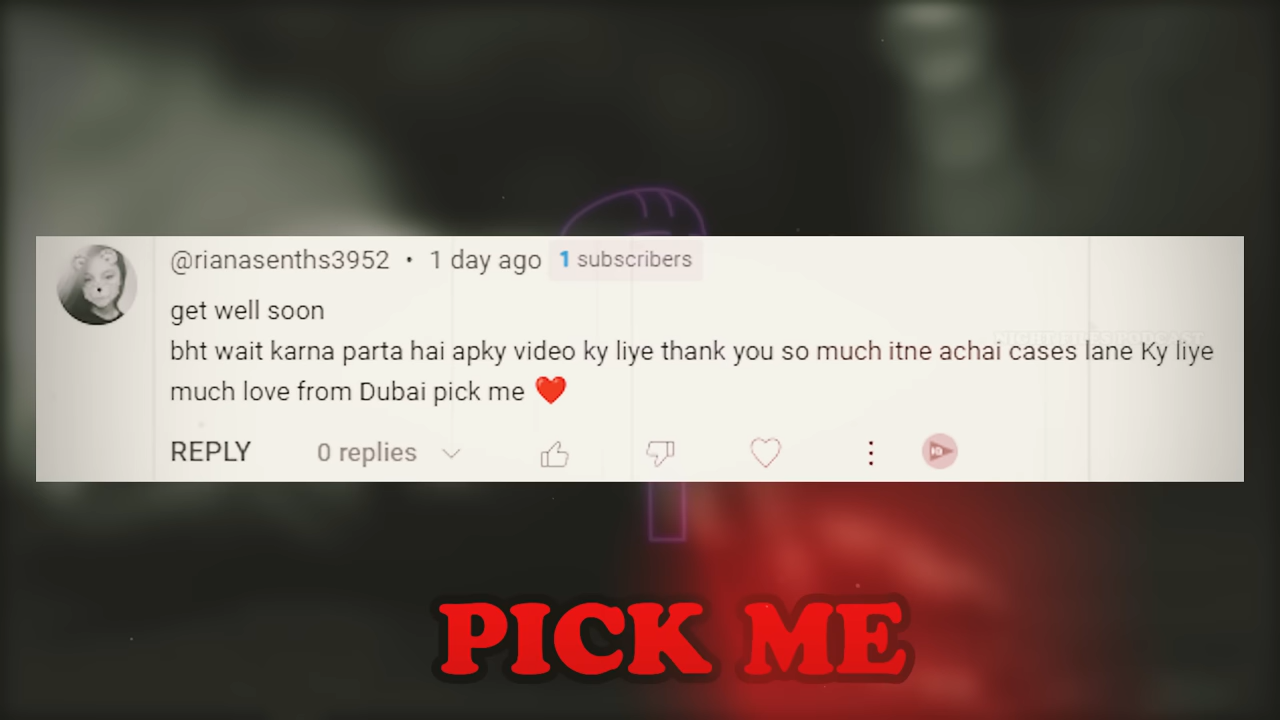 @rianasenths3952 • 1 day ago 1 subscribers
get well soon
bht wait karna parta hai apky video ky liye thank you so much itne achai cases lane Ky liye
much love from Dubai pick me ❤️
REPLY 0 replies
NIGHTMFILES PODCAST
PICK ME